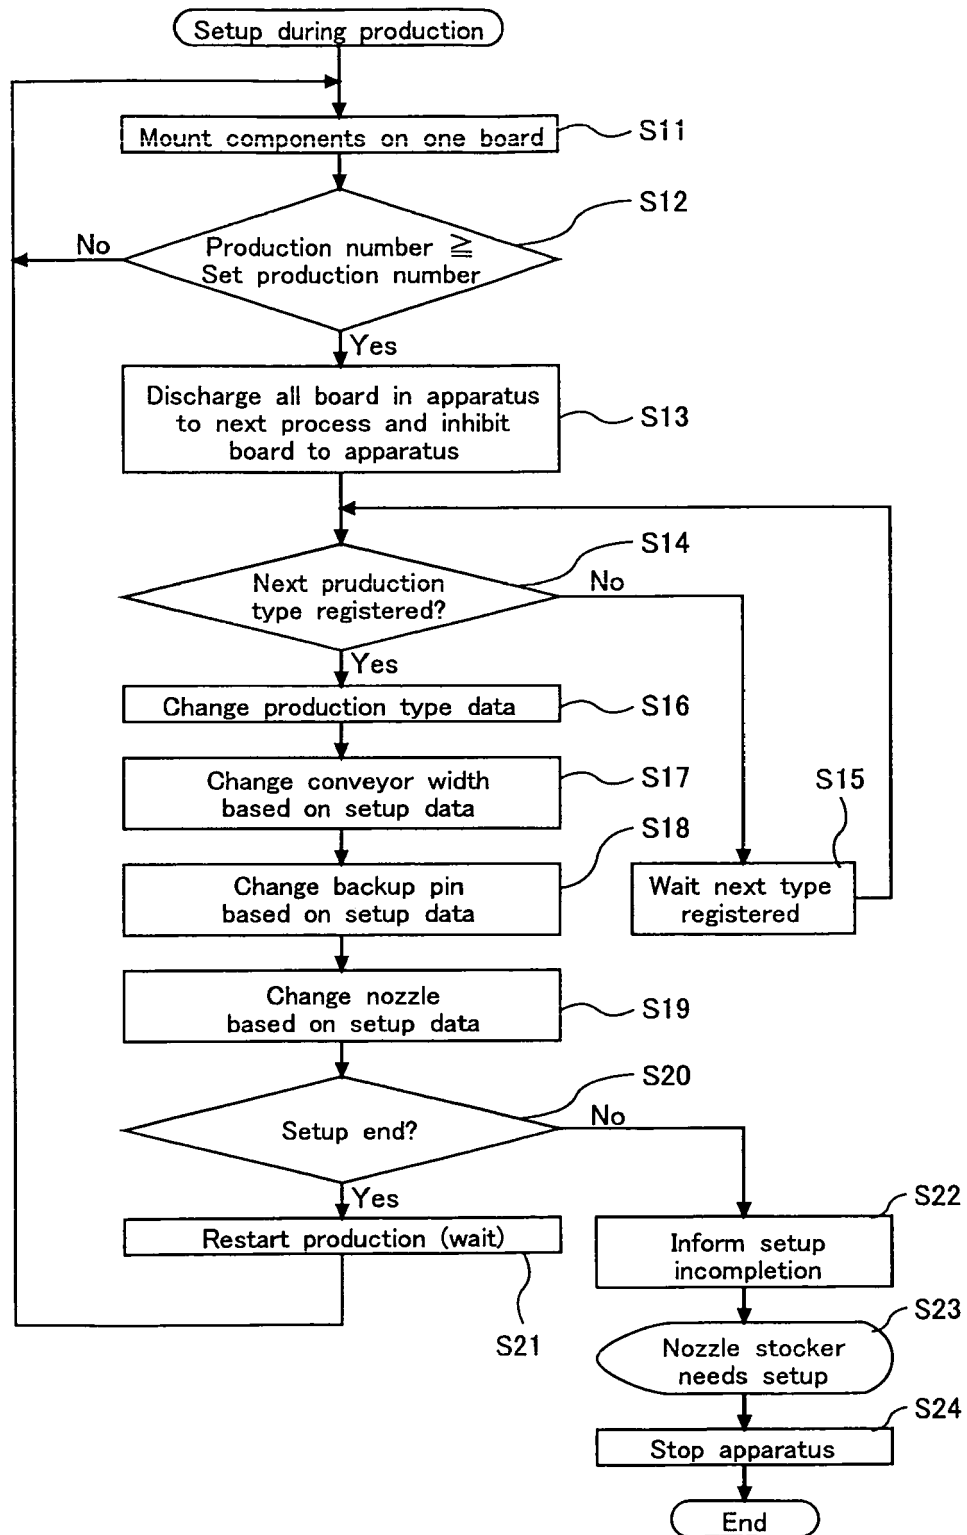 Setup during production
Mount components on one board
S11
S12
No
Production number ≧
Set production number
Yes
Discharge all board in apparatus
to next process and inhibit
board to apparatus
S13
S14
Next pruduction
type registered?
No
Yes
Change production type data
S16
Change conveyor width
based on setup data
S17
S15
S18
Change backup pin
based on setup data
Wait next type
registered
Change nozzle
based on setup data
S19
S20
Setup end?
No
Yes
Restart production (wait)
S21
S22
Inform setup
incompletion
S23
Nozzle stocker
needs setup
S24
Stop apparatus
End